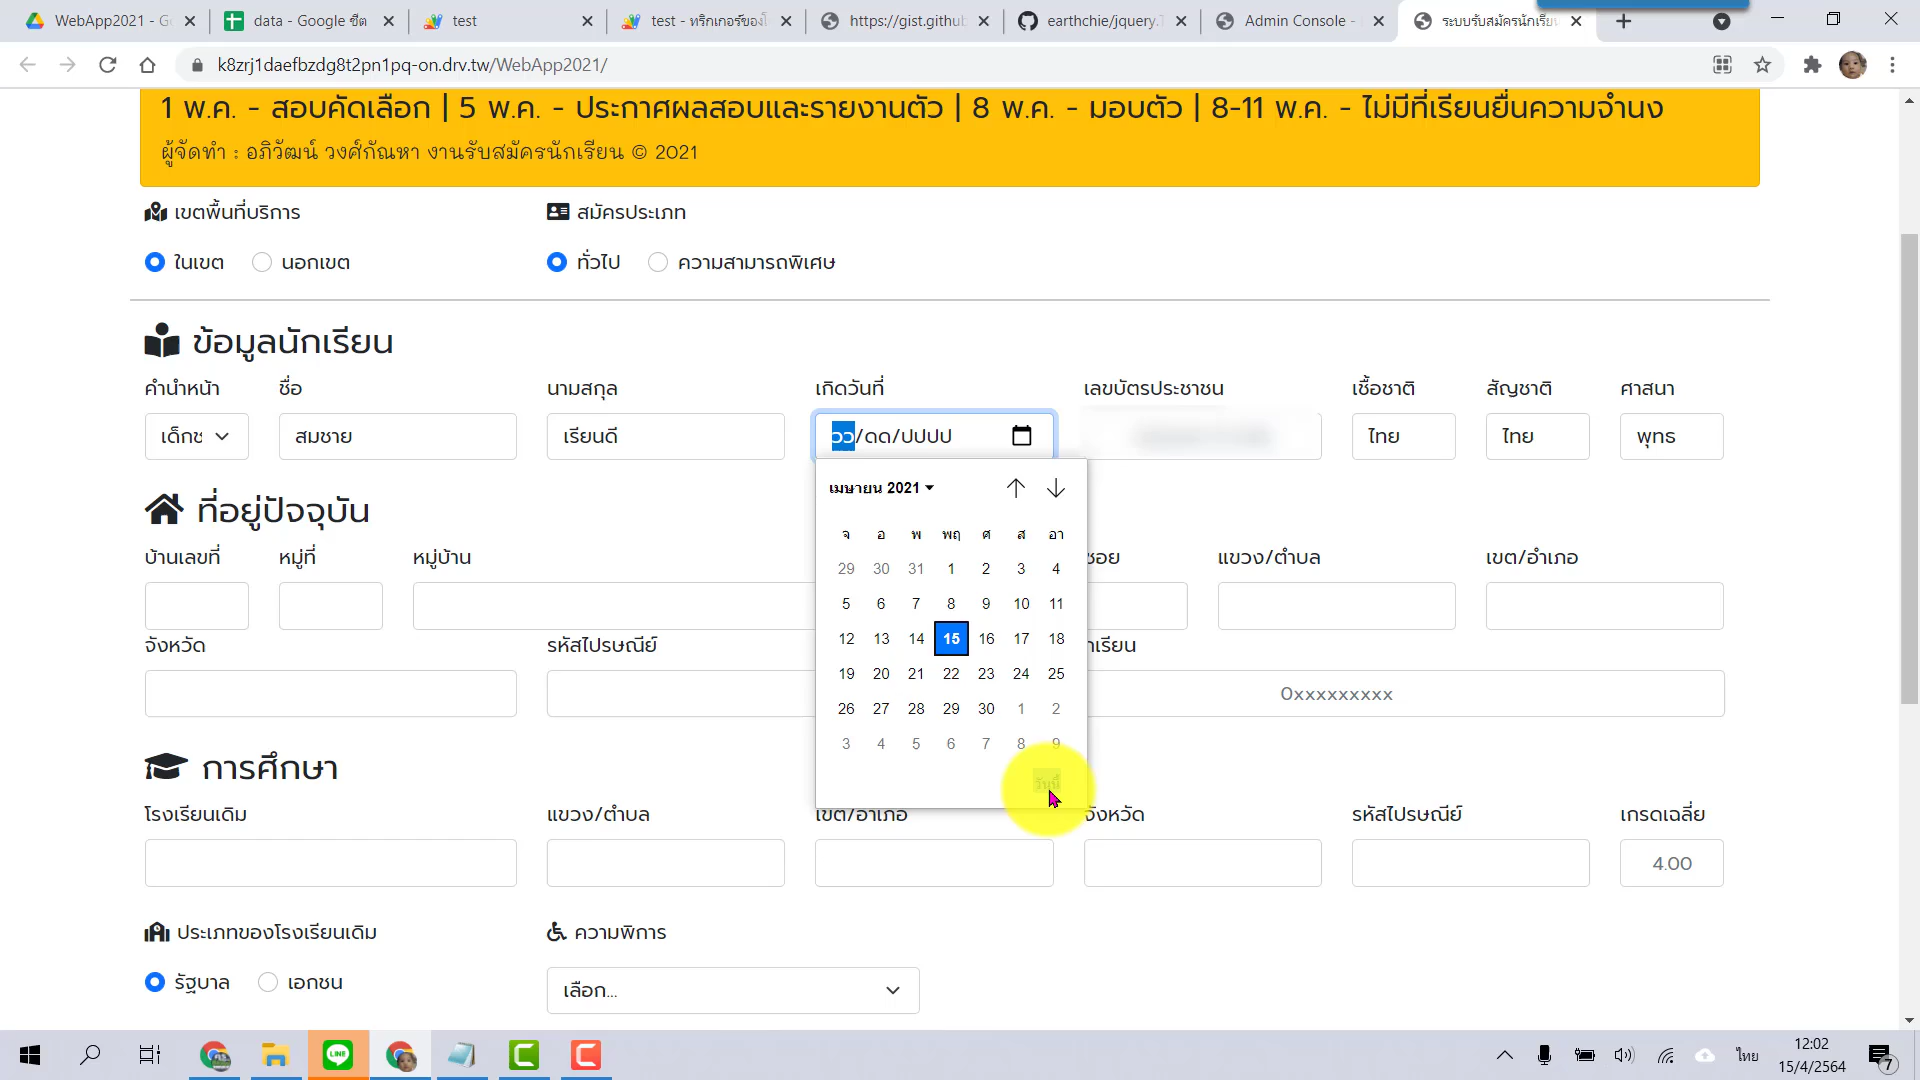 WebApp2021 - G
data - Google ชีต
test
test - ทริกเกอร์ของโ
https://gist.github
earthchie/jquery.T
Admin Console -
ระบบรับสมัครนักเรียน
k8zrj1daefbzdg8t2pn1pq-on.drv.tw/WebApp2021/
1 พ.ค. - สอบคัดเลือก | 5 พ.ค. - ประกาศผลสอบและรายงานตัว | 8 พ.ค. - มอบตัว | 8-11 พ.ค. - ไม่มีที่เรียนยื่นความจำนง
ผู้จัดทำ : อภิวัฒน์ วงศ์กัณหา งานรับสมัครนักเรียน © 2021
เขตพื้นที่บริการ
สมัครประเภท
ในเขต นอกเขต
ทั่วไป ความสามารถพิเศษ
ข้อมูลนักเรียน
คำนำหน้า ชื่อ นามสกุล เกิดวันที่ เลขบัตรประชาชน เชื้อชาติ สัญชาติ ศาสนา
เด็กช สมชาย เรียนดี วว/ดด/ปปปป ไทย ไทย พุทธ
เมษายน 2021
จ อ พ พฤ ศ ส อา
29 30 31 1 2 3 4
5 6 7 8 9 10 11
12 13 14 15 16 17 18
19 20 21 22 23 24 25
26 27 28 29 30 1 2
3 4 5 6 7 8 9
วันนี้
ที่อยู่ปัจจุบัน
บ้านเลขที่ หมู่ที่ หมู่บ้าน ซอย แขวง/ตำบล เขต/อำเภอ
จังหวัด รหัสไปรษณีย์ าเรียน
0xxxxxxxxx
การศึกษา
โรงเรียนเดิม แขวง/ตำบล เขต/อำเภอ จังหวัด รหัสไปรษณีย์ เกรดเฉลี่ย
4.00
ประเภทของโรงเรียนเดิม
ความพิการ
รัฐบาล เอกชน
เลือก...
LINE
ไทย
12:02
15/4/2564
7